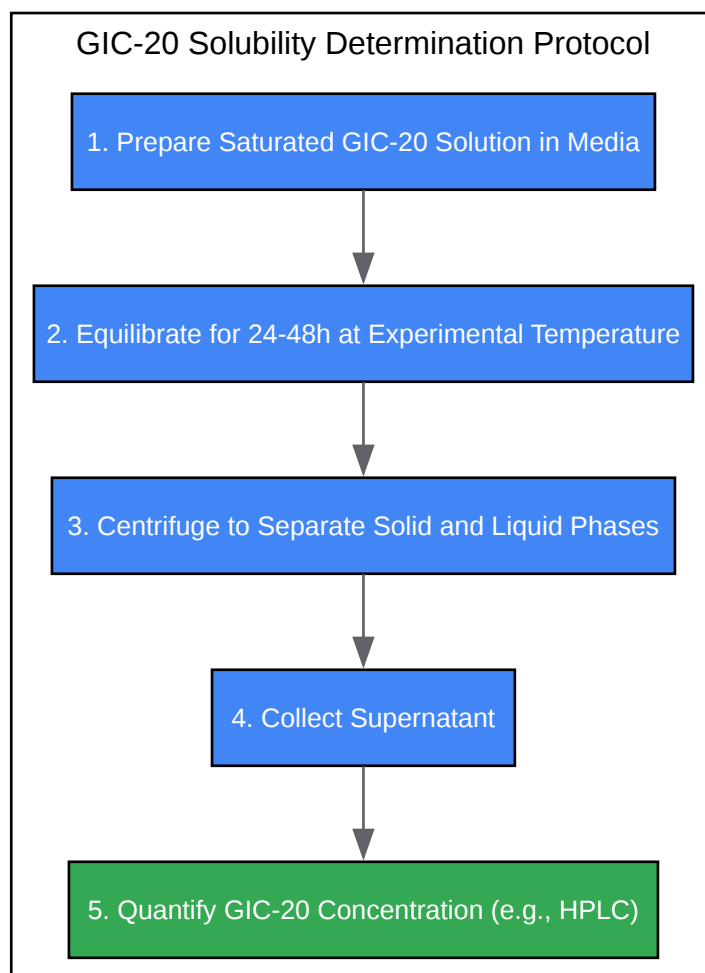 GIC-20 Solubility Determination Protocol
1. Prepare Saturated GIC-20 Solution in Media
2. Equilibrate for 24-48h at Experimental Temperature
3. Centrifuge to Separate Solid and Liquid Phases
4. Collect Supernatant
5. Quantify GIC-20 Concentration (e.g., HPLC)